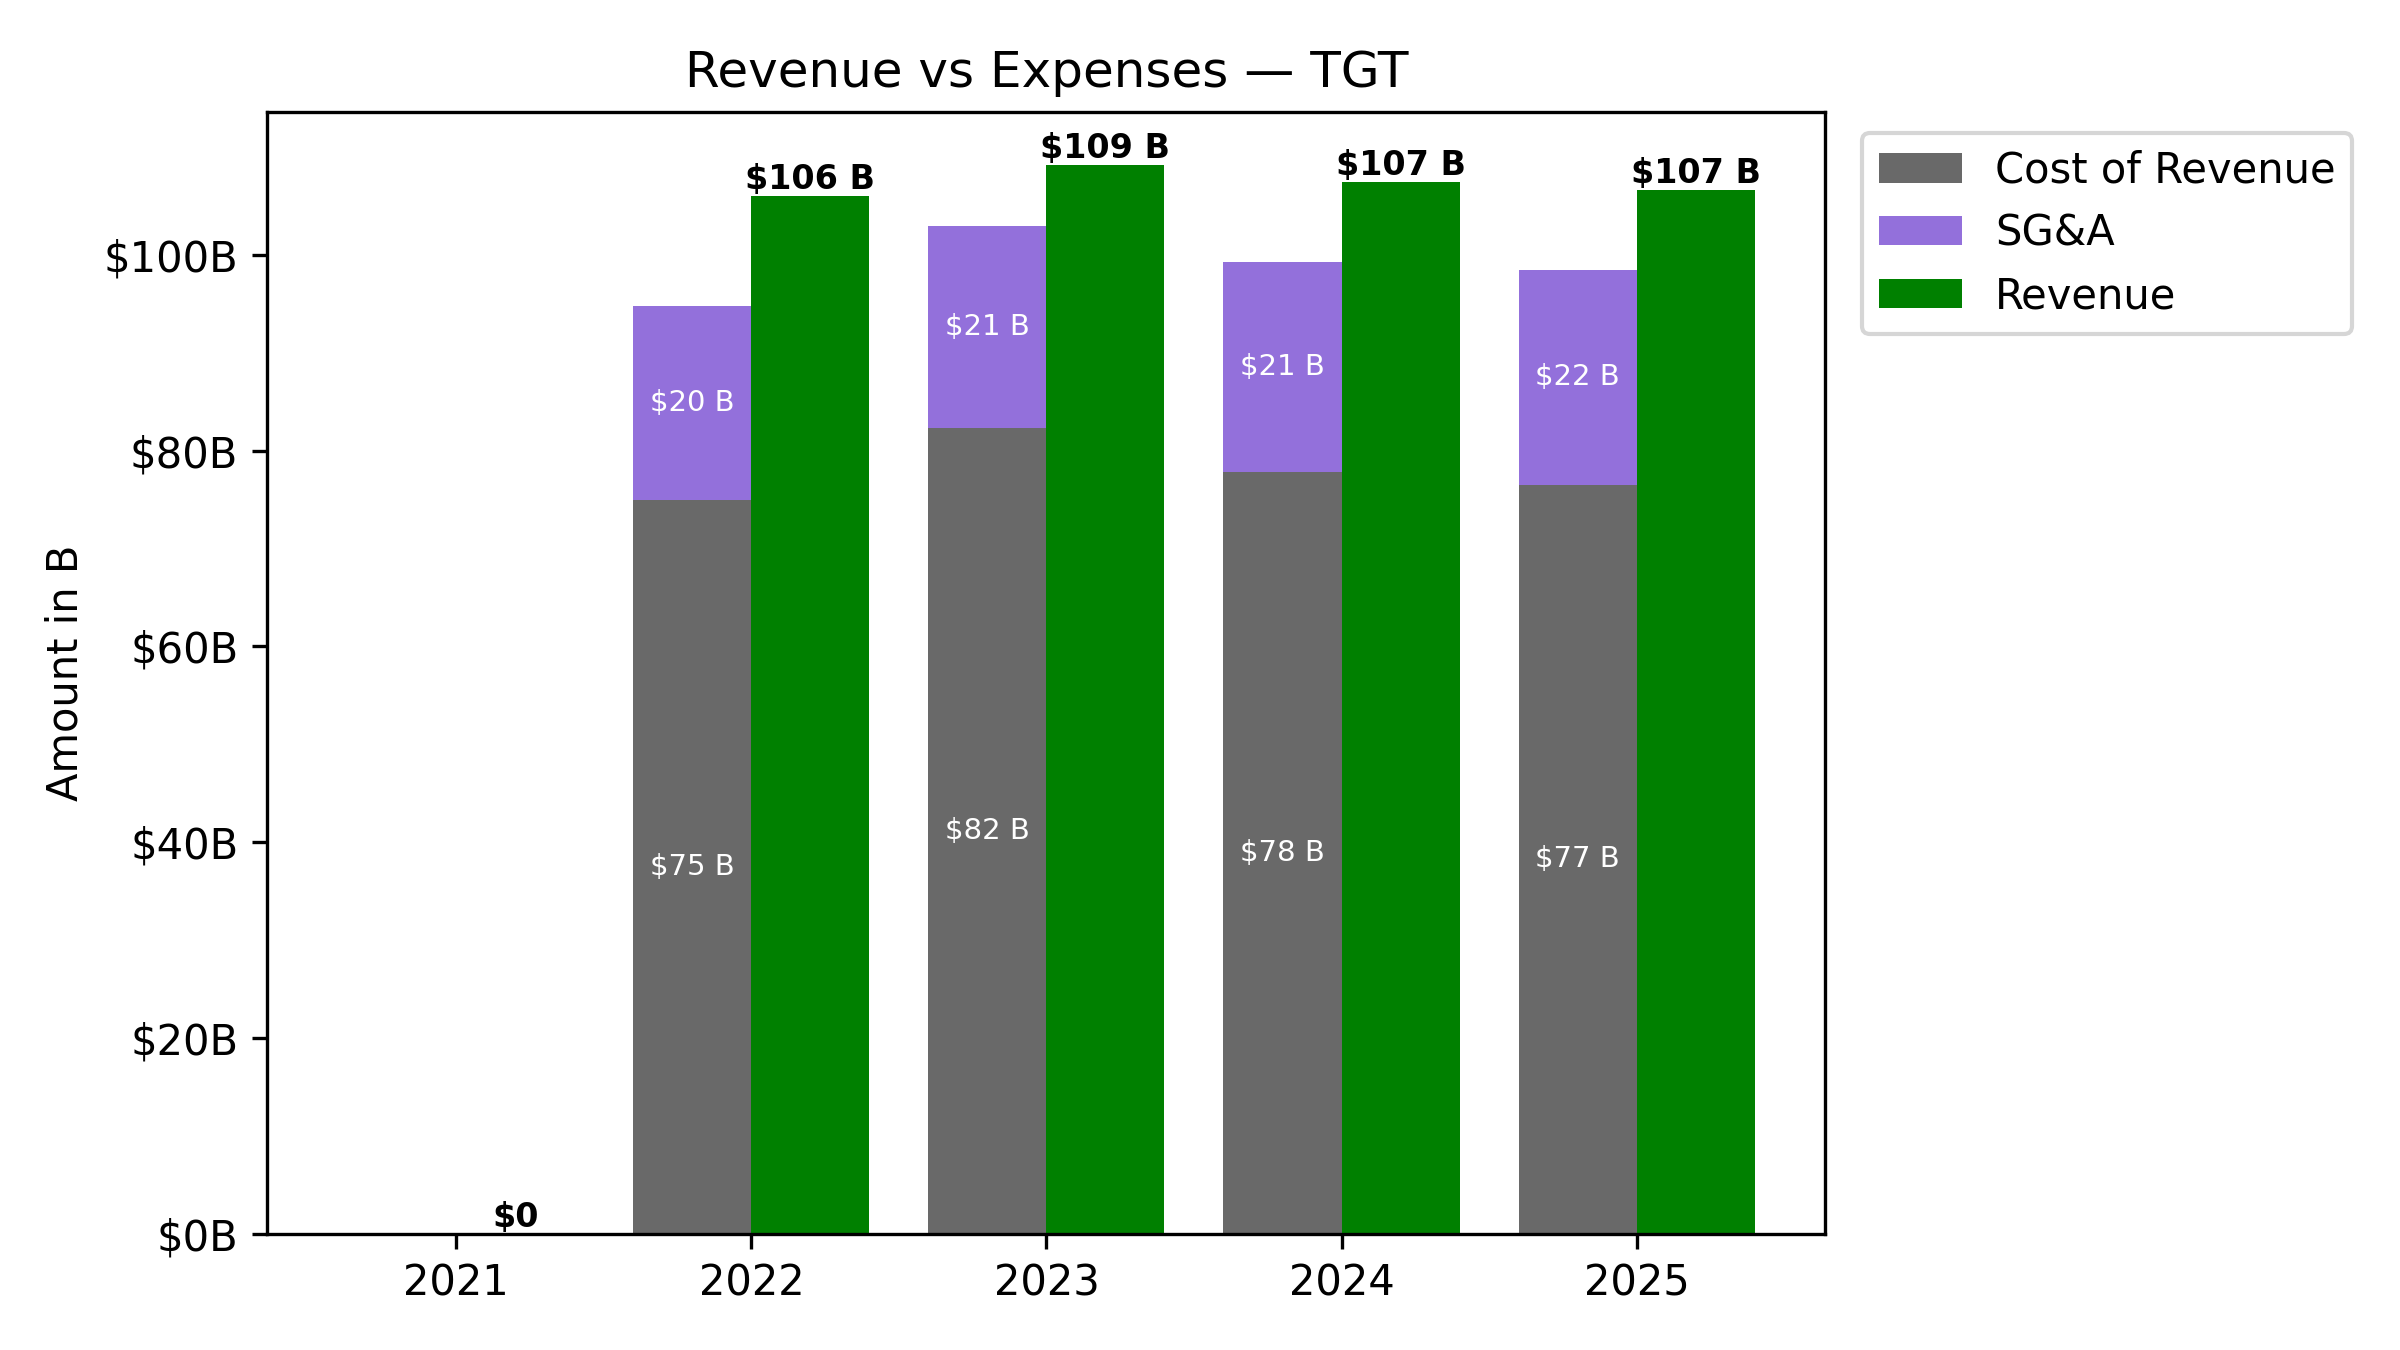 Revenue vs Expenses — TGT
Cost of Revenue
SG&A
Revenue
Amount in B
$100B
$80B
$60B
$40B
$20B
$0B
$106 B
$109 B
$107 B
$107 B
$20 B
$21 B
$21 B
$22 B
$75 B
$82 B
$78 B
$77 B
$0
2021
2022
2023
2024
2025